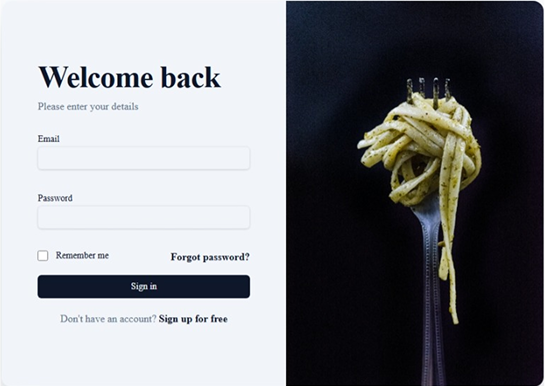 Welcome back
Please enter your details
Email
Password
Remember me
Forgot password?
Sign in
Don't have an account? Sign up for free